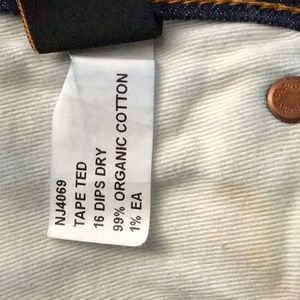 NJ4069
TAPE TED
16 DIPS DRY
99% ORGANIC COTTON
1% EA